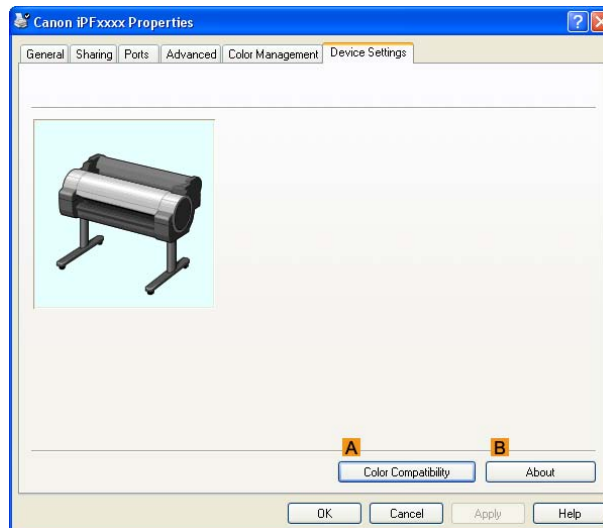 Canon iPFxxxx Properties
General Sharing Ports Advanced Color Management Device Settings
A B
Color Compatibility About
OK Cancel Apply Help